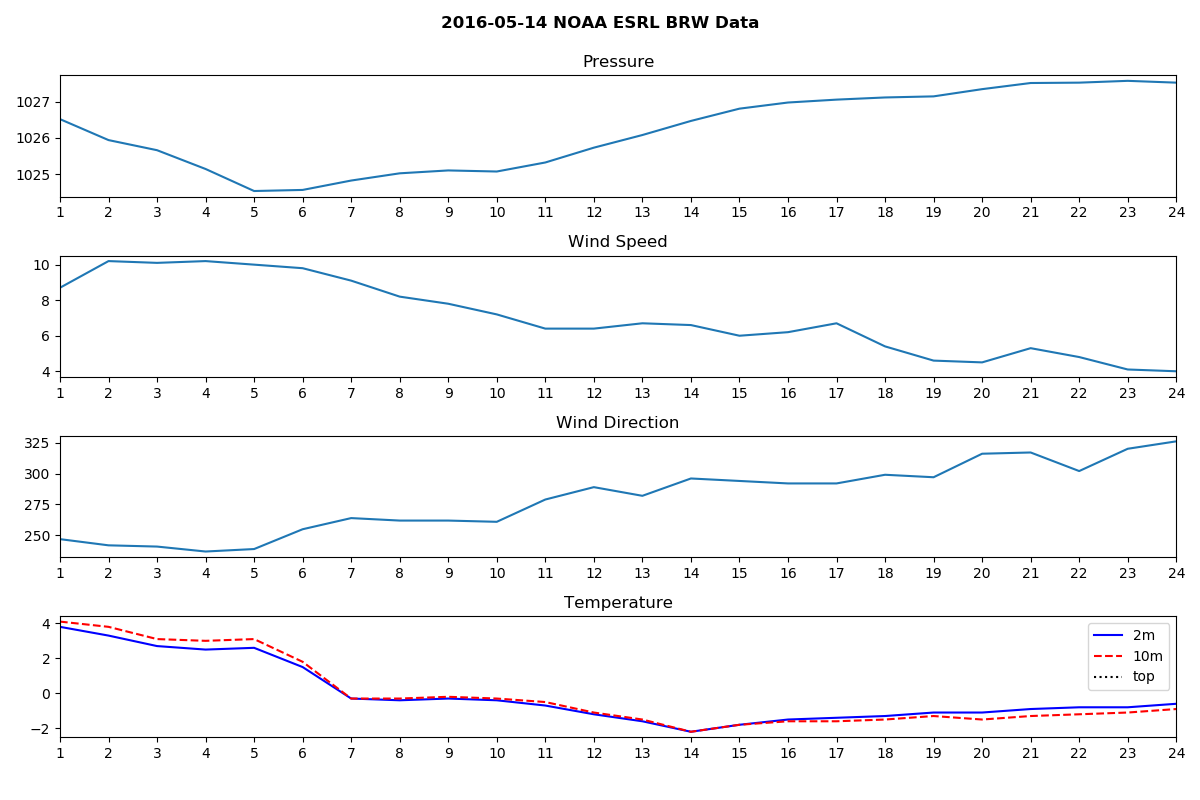 2016-05-14 NOAA ESRL BRW Data
Pressure
1027
1026
1025
1 2 3 4 5 6 7 8 9 10 11 12 13 14 15 16 17 18 19 20 21 22 23 24
Wind Speed
10
8
6
4
1 2 3 4 5 6 7 8 9 10 11 12 13 14 15 16 17 18 19 20 21 22 23 24
Wind Direction
325
300
275
250
1 2 3 4 5 6 7 8 9 10 11 12 13 14 15 16 17 18 19 20 21 22 23 24
Temperature
4
2
0
−2
2m
10m
top
1 2 3 4 5 6 7 8 9 10 11 12 13 14 15 16 17 18 19 20 21 22 23 24